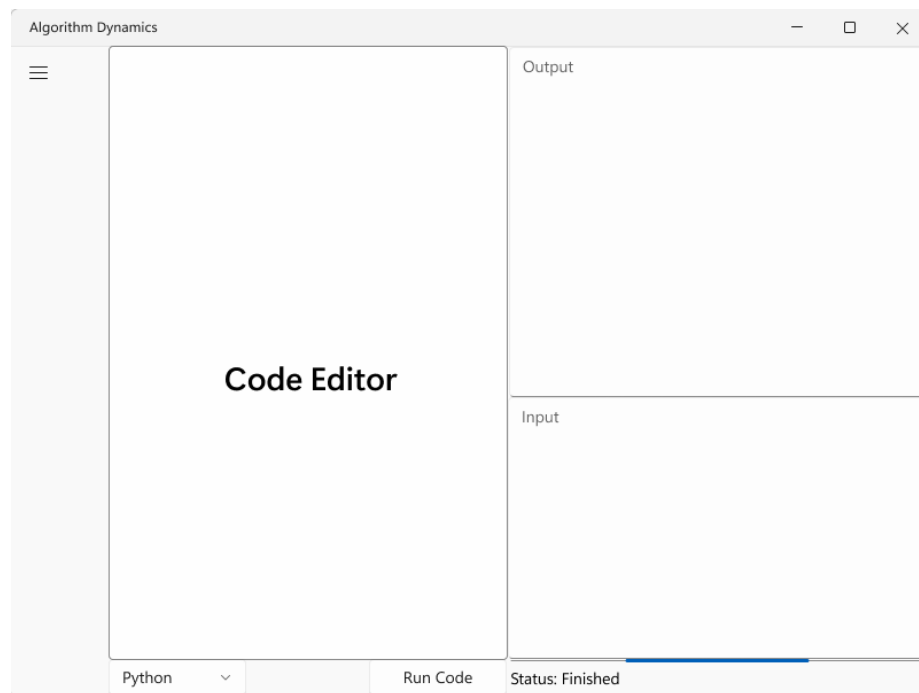 Algorithm Dynamics
Output
Code Editor
Input
Python
Run Code
Status: Finished